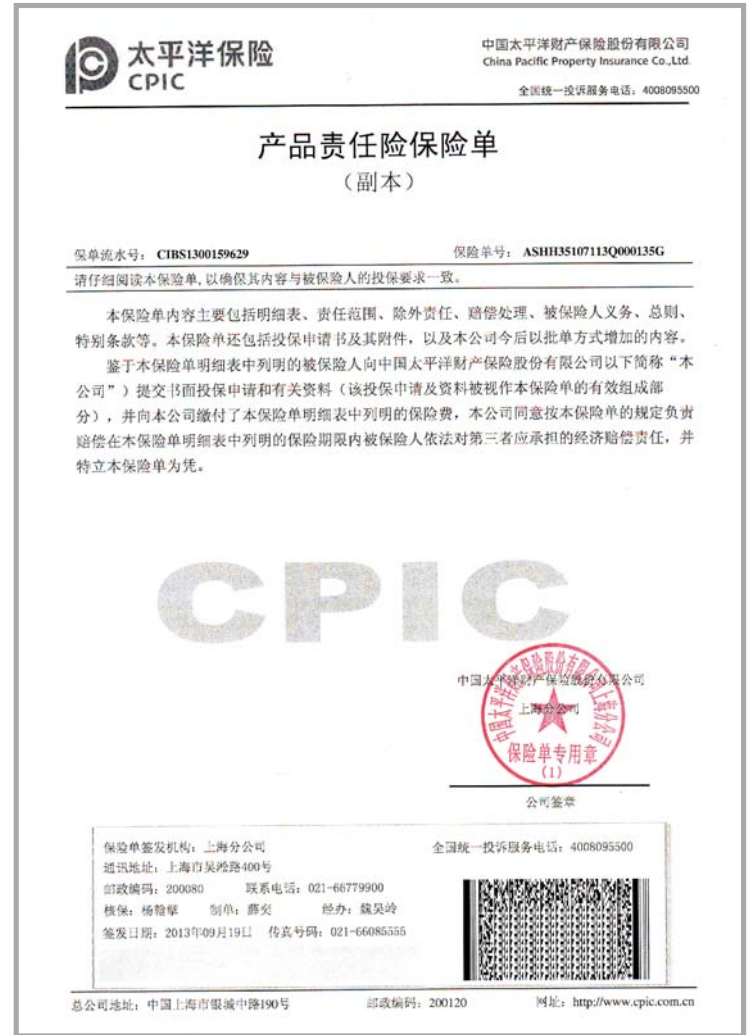 太平洋保险
CPIC
中国太平洋财产保险股份有限公司
China Pacific Property Insurance Co.,Ltd.
全国统一投诉服务电话：4008095500
产品责任险保险单
（副本）
保单流水号： CIBS1300159629
保险单号： ASHH35107113Q000135G
请仔细阅读本保险单,以确保其内容与被保险人的投保要求一致。
本保险单内容主要包括明细表、责任范围、除外责任、赔偿处理、被保险人义务、总则、
特别条款等。本保险单还包括投保申请书及其附件，以及本公司今后以批单方式增加的内容。
鉴于本保险单明细表中列明的被保险人向中国太平洋财产保险股份有限公司以下简称“本
公司”）提交书面投保申请和有关资料（该投保申请及资料被视作本保险单的有效组成部
分），并向本公司缴付了本保险单明细表中列明的保险费，本公司同意按本保险单的规定负责
赔偿在本保险单明细表中列明的保险期限内被保险人依法对第三者应承担的经济赔偿责任，并
特立本保险单为凭。
CPIC
中国太平洋财产保险股份有限公司
上海分公司
中国太平洋财产保险股份有限公司上海分公司
保险单专用章
(1)
公司签章
保险单签发机构：上海分公司
全国统一投诉服务电话：4008095500
通讯地址：上海市吴淞路400号
邮政编码：200080 联系电话：021-66779900
核保：杨翰擘 制单：薛奕 经办：魏昊岭
签发日期：2013年09月19日 传真号码：021-66085555
总公司地址：中国上海市银城中路190号 邮政编码：200120 网址：http://www.cpic.com.cn